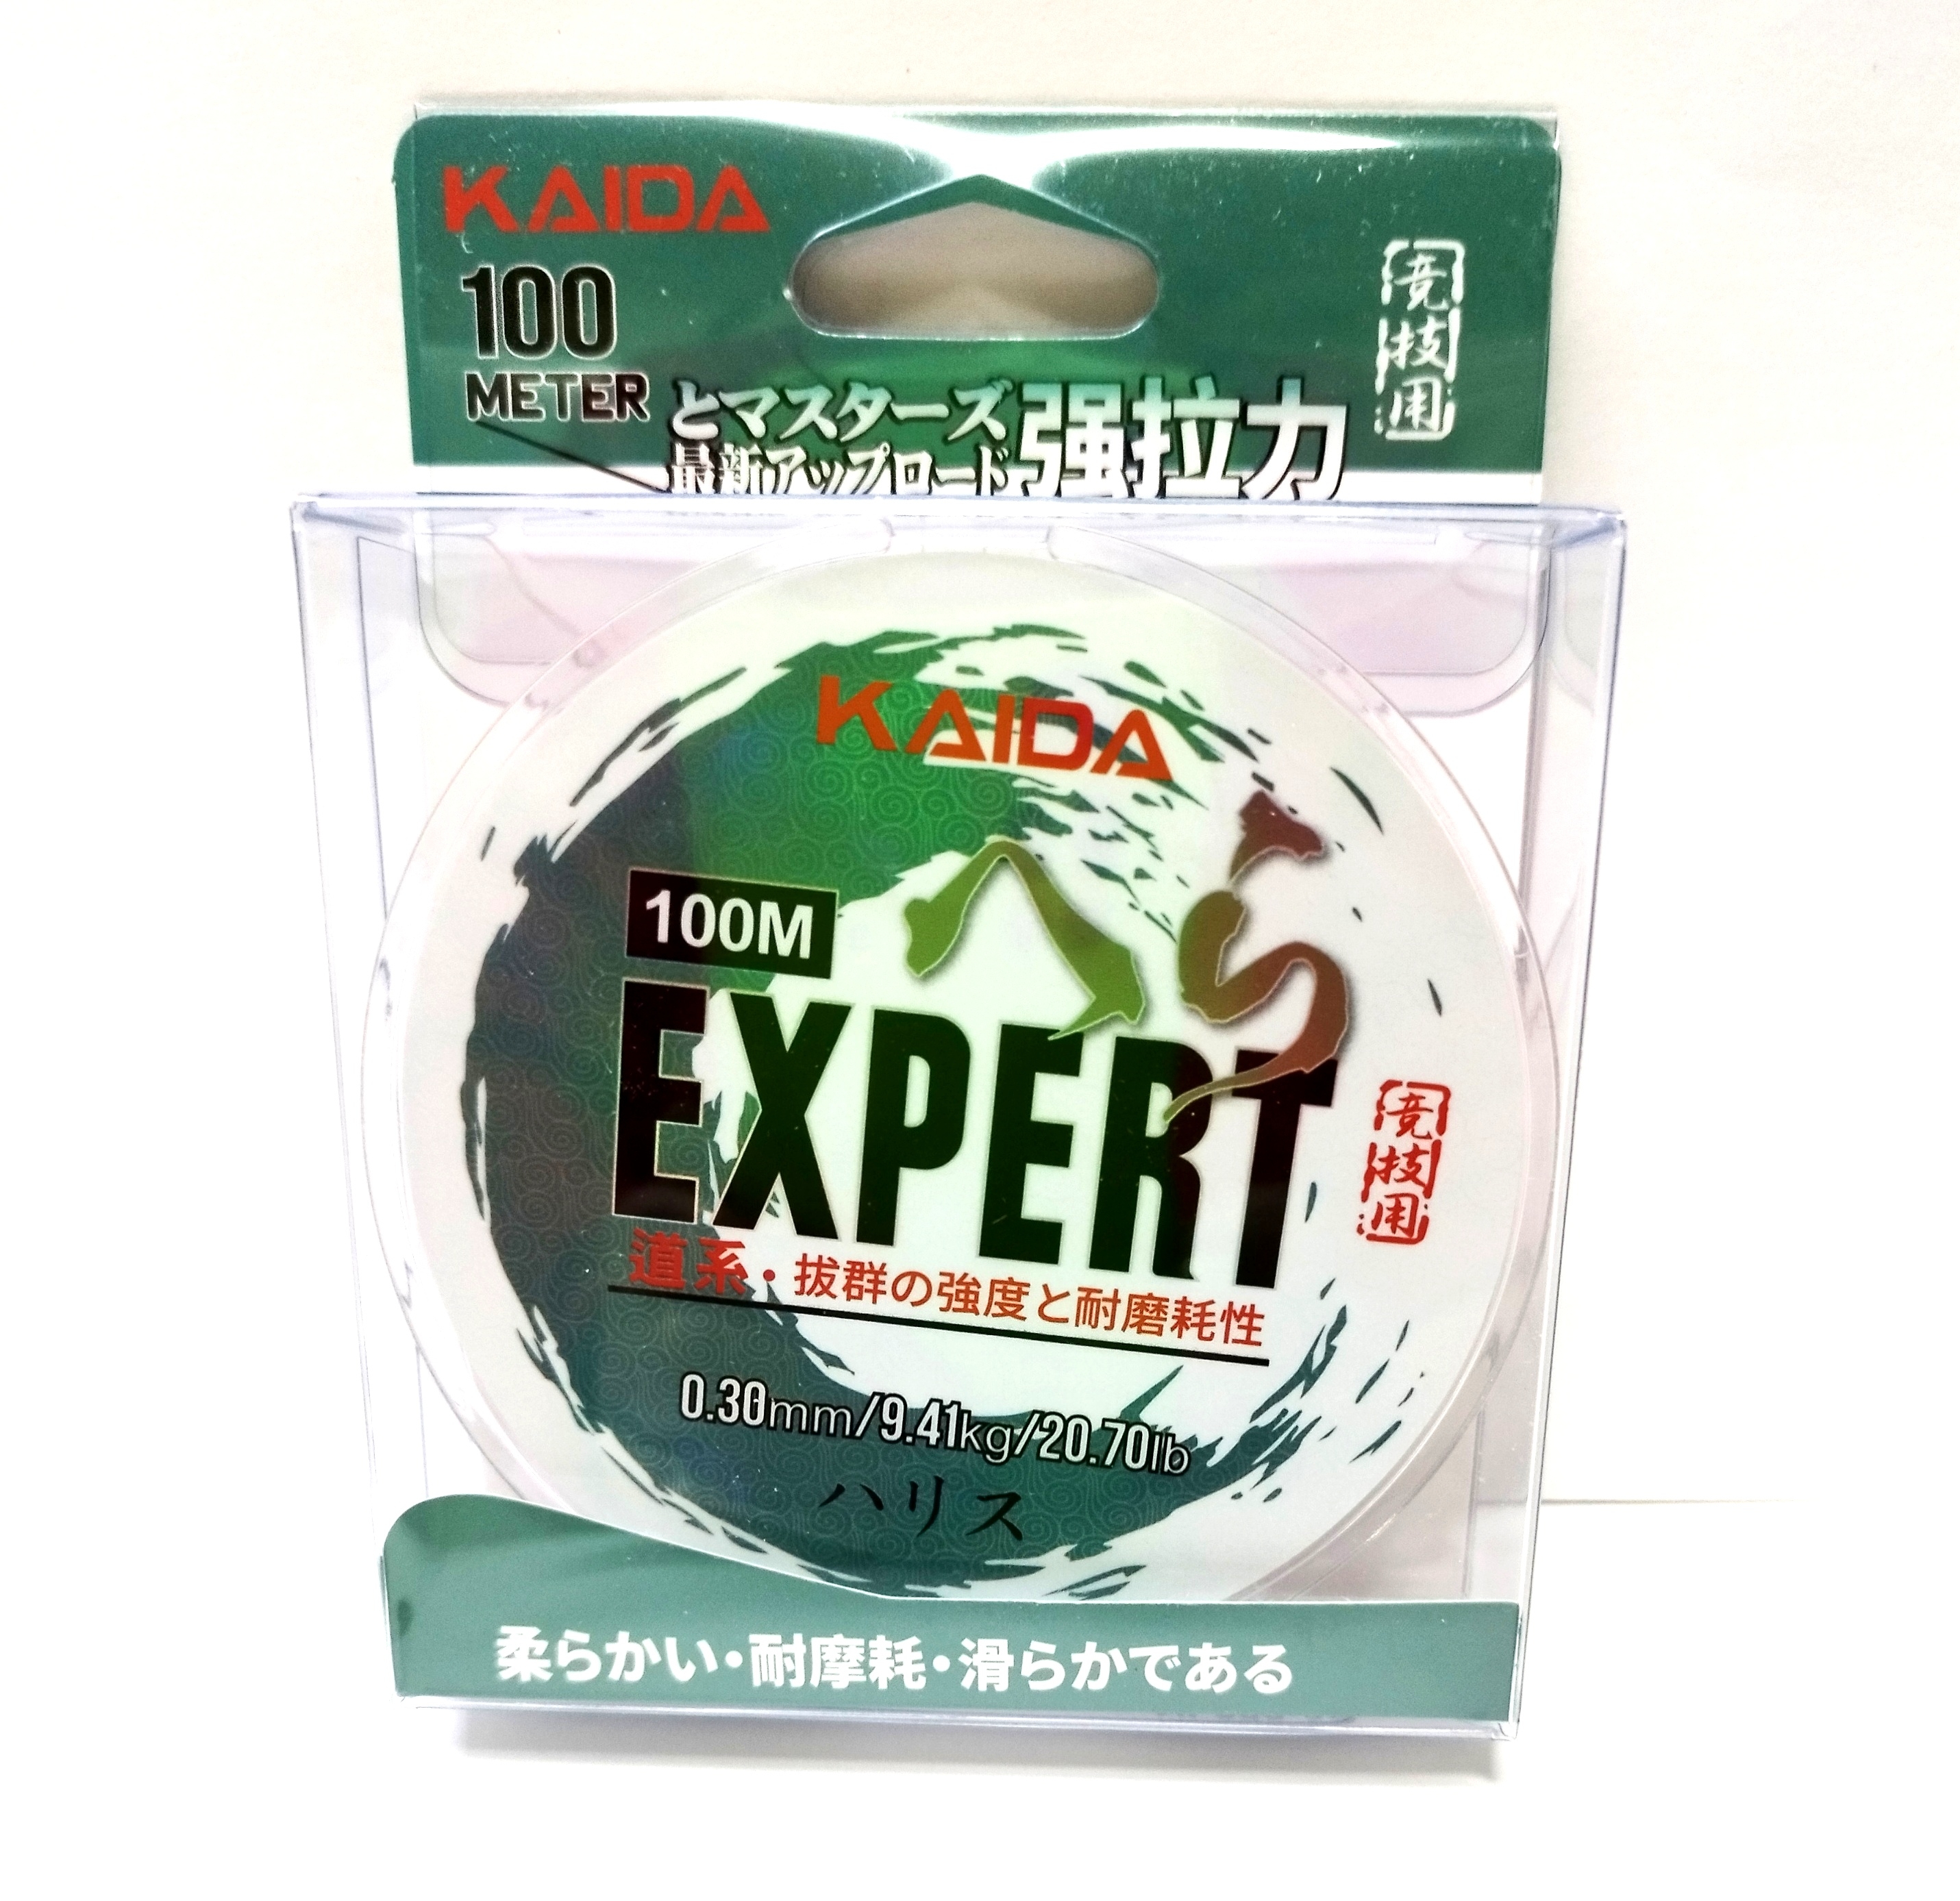 KAIDA
100
METER
競技用
とマスターズ
最新アップロード
强拉力
KAIDA
へら
100M
EXPERT
競技用
道系・抜群の強度と耐磨耗性
0.30mm/9.41kg/20.70lb
ハリス
柔らかい・耐摩耗・滑らかである